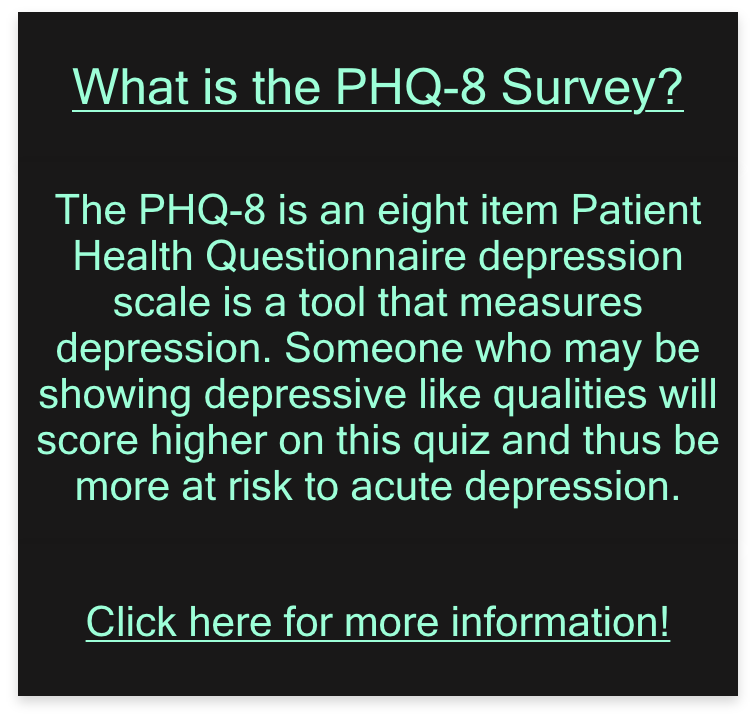 What is the PHQ-8 Survey?
The PHQ-8 is an eight item Patient
Health Questionnaire depression
scale is a tool that measures
depression. Someone who may be
showing depressive like qualities will
score higher on this quiz and thus be
more at risk to acute depression.
Click here for more information!